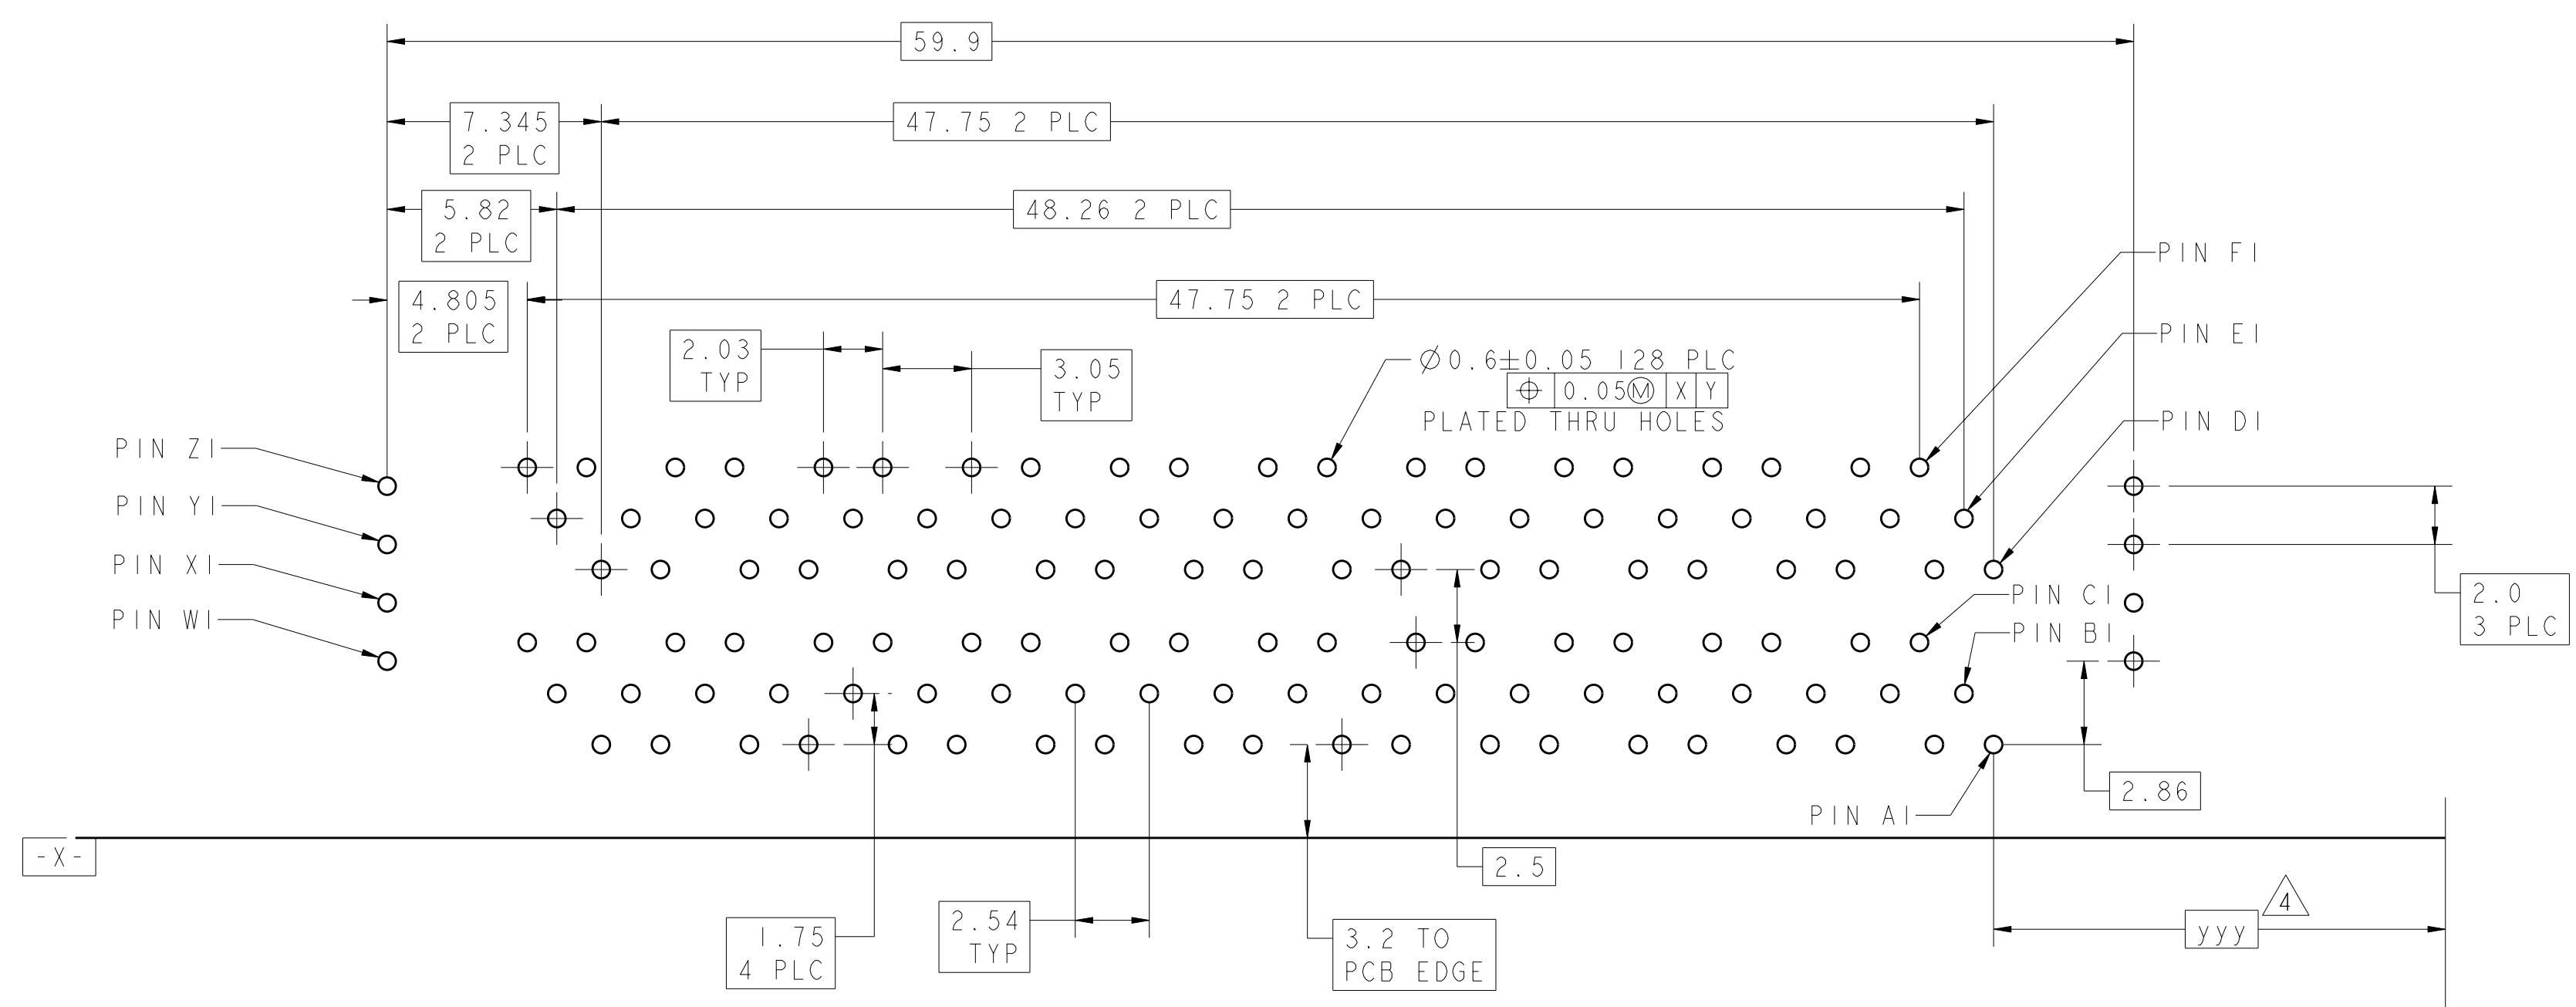 59.9
7.345
2 PLC
47.75 2 PLC
5.82
2 PLC
48.26 2 PLC
PIN F1
4.805
2 PLC
47.75 2 PLC
2.03
TYP
3.05
TYP
PIN E1
Ø0.6±0.05 128 PLC
⌖ 0.05Ⓜ X Y
PLATED THRU HOLES
PIN D1
PIN Z1
PIN Y1
PIN X1
PIN W1
PIN C1
PIN B1
2.0
3 PLC
2.86
PIN A1
-X-
2.5
4
1.75
4 PLC
2.54
TYP
3.2 TO
PCB EDGE
yyy